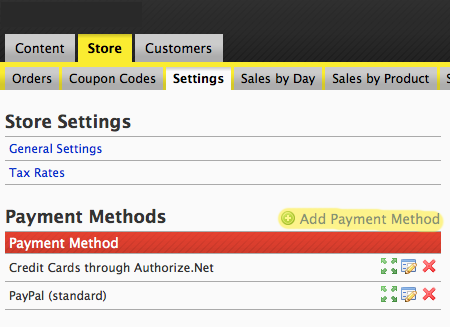 Content Store Customers
Orders Coupon Codes Settings Sales by Day Sales by Product
Store Settings
General Settings
Tax Rates
Payment Methods Add Payment Method
Payment Method
Credit Cards through Authorize.Net
PayPal (standard)